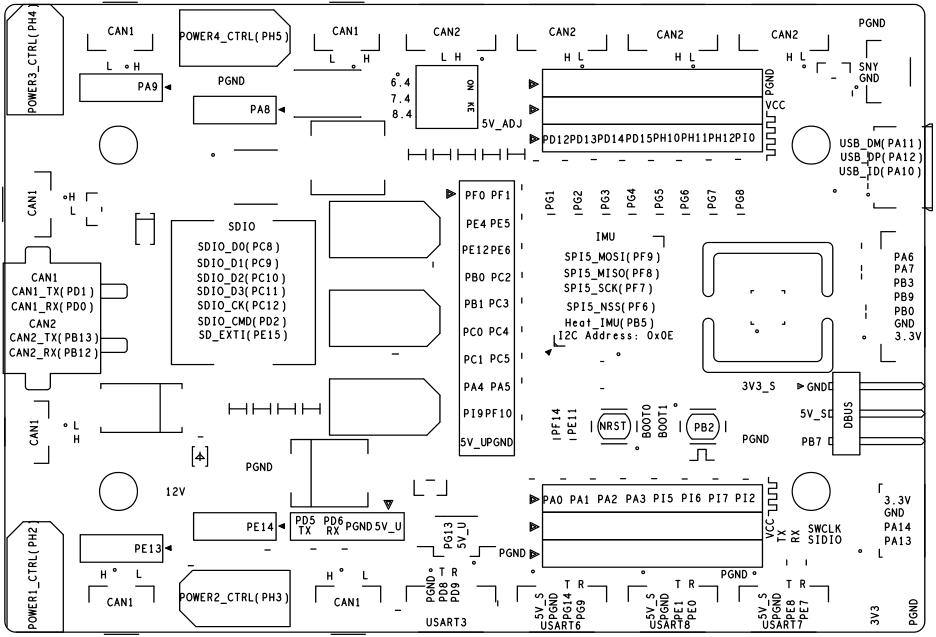 POWER3_CTRL(PH4)
CAN1
POWER4_CTRL(PH5)
CAN1
CAN2
CAN2
CAN2
CAN2
PGND
L H
L H
L H
H L
H L
H L
SNY
GND
PA9
PGND
PA8
6.4
7.4
8.4
ON KE
5V_ADJ
PGND
VCC
PD12 PD13 PD14 PD15 PH10 PH11 PH12 PI0
USB_DM(PA11)
USB_DP(PA12)
USB_ID(PA10)
CAN1
H
L
PF0 PF1
PE4 PE5
PE12 PE6
PB0 PC2
PB1 PC3
PC0 PC4
PC1 PC5
PA4 PA5
PI9 PF10
5V_U PGND
PG1 PG2 PG3 PG4 PG5 PG6 PG7 PG8
SDIO
SDIO_D0(PC8)
SDIO_D1(PC9)
SDIO_D2(PC10)
SDIO_D3(PC11)
SDIO_CK(PC12)
SDIO_CMD(PD2)
SD_EXTI(PE15)
IMU
SPI5_MOSI(PF9)
SPI5_MISO(PF8)
SPI5_SCK(PF7)
SPI5_NSS(PF6)
Heat_IMU(PB5)
I2C Address: 0x0E
PA6
PA7
PB3
PB9
PB0
GND
3.3V
CAN1
CAN1_TX(PD1)
CAN1_RX(PD0)
CAN2
CAN2_TX(PB13)
CAN2_RX(PB12)
3V3_S
GND
5V_S
PB7
DBUS
CAN1
L
H
PF14
PE11
NRST
BOOT0
BOOT1
PB2
PGND
PGND
12V
PA0 PA1 PA2 PA3 PI5 PI6 PI7 PI2
VCC
TX
RX
SWCLK
SIDIO
3.3V
GND
PA14
PA13
L
PE14
PD5 PD6 PGND 5V_U
TX RX
PG13
5V_U
PGND
PGND
PE13
H L
CAN1
POWER1_CTRL(PH2)
POWER2_CTRL(PH3)
H L
CAN1
T R
PGND
PD8
PD9
USART3
T R
5V_S
PGND
PG14
PG9
USART6
T R
5V_S
PGND
PE1
PE0
USART8
T R
5V_S
PGND
PE8
PE7
USART7
3V3
PGND